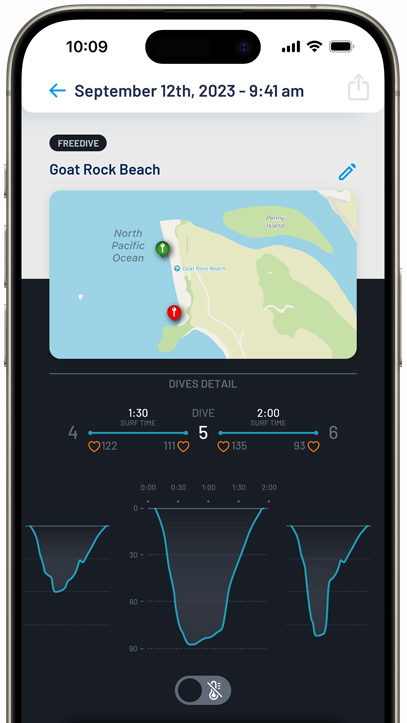 10:09
September 12th, 2023 - 9:41 am
FREEDIVE
Goat Rock Beach
North
Pacific
Ocean
Penny
Island
Goat Rock Beach
DIVES DETAIL
1:30 DIVE 2:00
SURF TIME SURF TIME
4 5 6
122 111 135 93
0:00 0:30 1:00 1:30 2:00
0
30
60
90